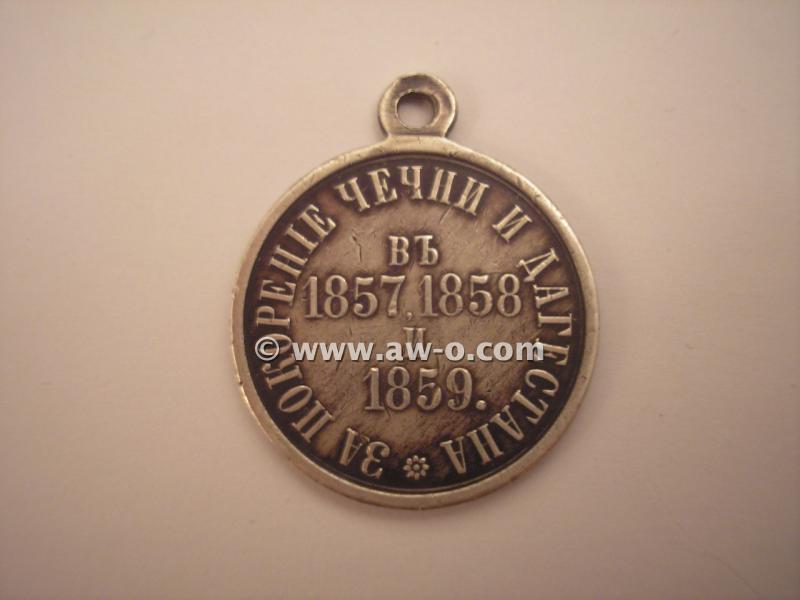 ЗА ПОКОРЕНІЕ ЧЕЧНИ И ДАГЕСТАНА
ВЪ
1857, 1858
И
1859.
© www.aw-o.com